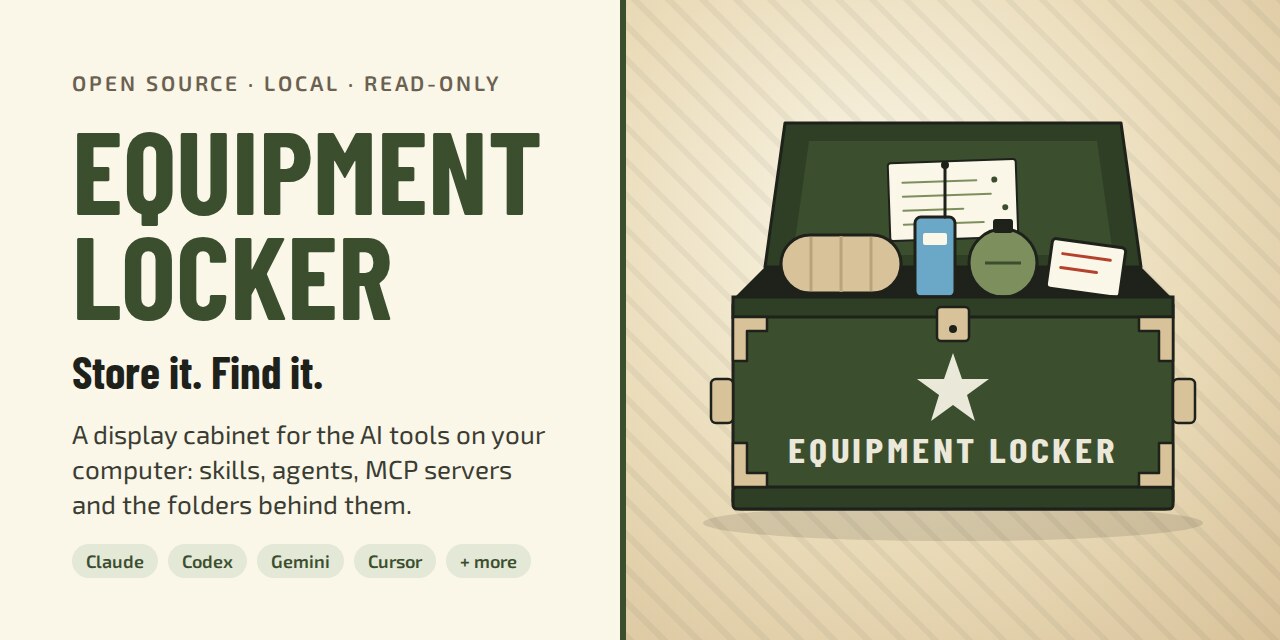 OPEN SOURCE · LOCAL · READ-ONLY
EQUIPMENT
LOCKER
Store it. Find it.
A display cabinet for the AI tools on your
computer: skills, agents, MCP servers
and the folders behind them.
Claude Codex Gemini Cursor + more
EQUIPMENT LOCKER